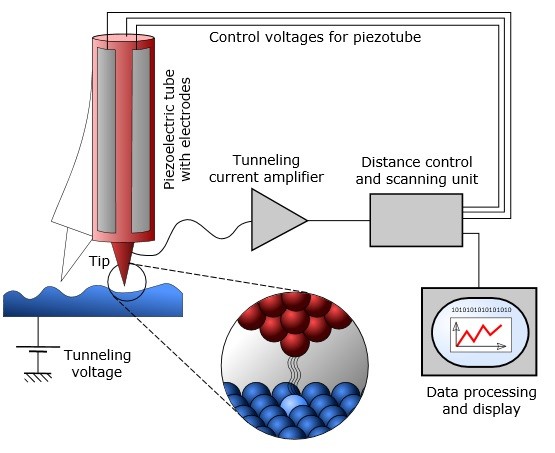 Control voltages for piezotube
Piezoelectric tube
with electrodes
Tunneling
current amplifier
Distance control
and scanning unit
Tip
Tunneling
voltage
10101010101010
Data processing
and display